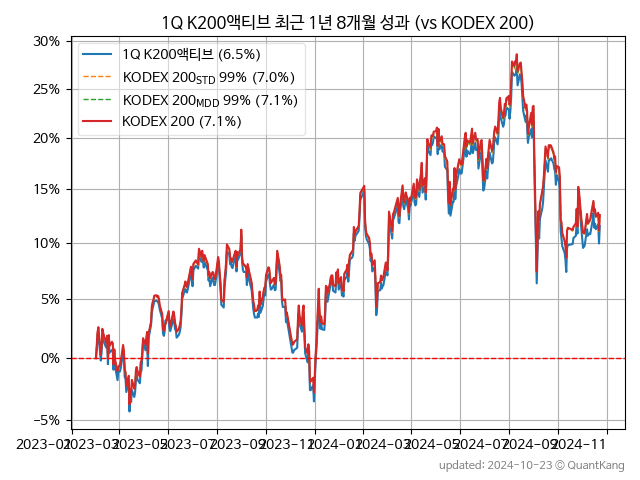 1Q K200액티브 최근 1년 8개월 성과 (vs KODEX 200)
30%
25%
20%
15%
10%
5%
0%
−5%
1Q K200액티브 (6.5%)
KODEX 200STD 99% (7.0%)
KODEX 200MDD 99% (7.1%)
KODEX 200 (7.1%)
2023-01 2023-03 2023-05 2023-07 2023-09 2023-11 2024-01 2024-03 2024-05 2024-07 2024-09 2024-11
updated: 2024-10-23 © QuantKang